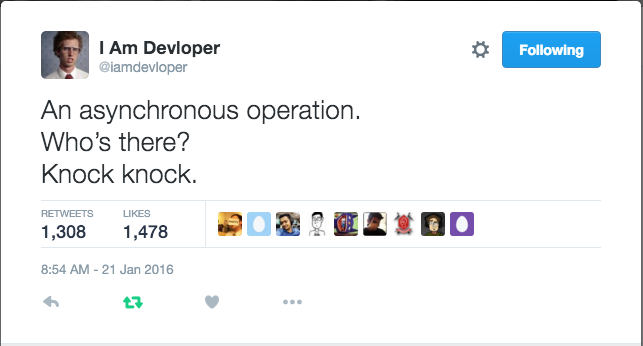 I Am Devloper
@iamdevloper
Following
An asynchronous operation.
Who’s there?
Knock knock.
RETWEETS LIKES
1,308 1,478
8:54 AM - 21 Jan 2016